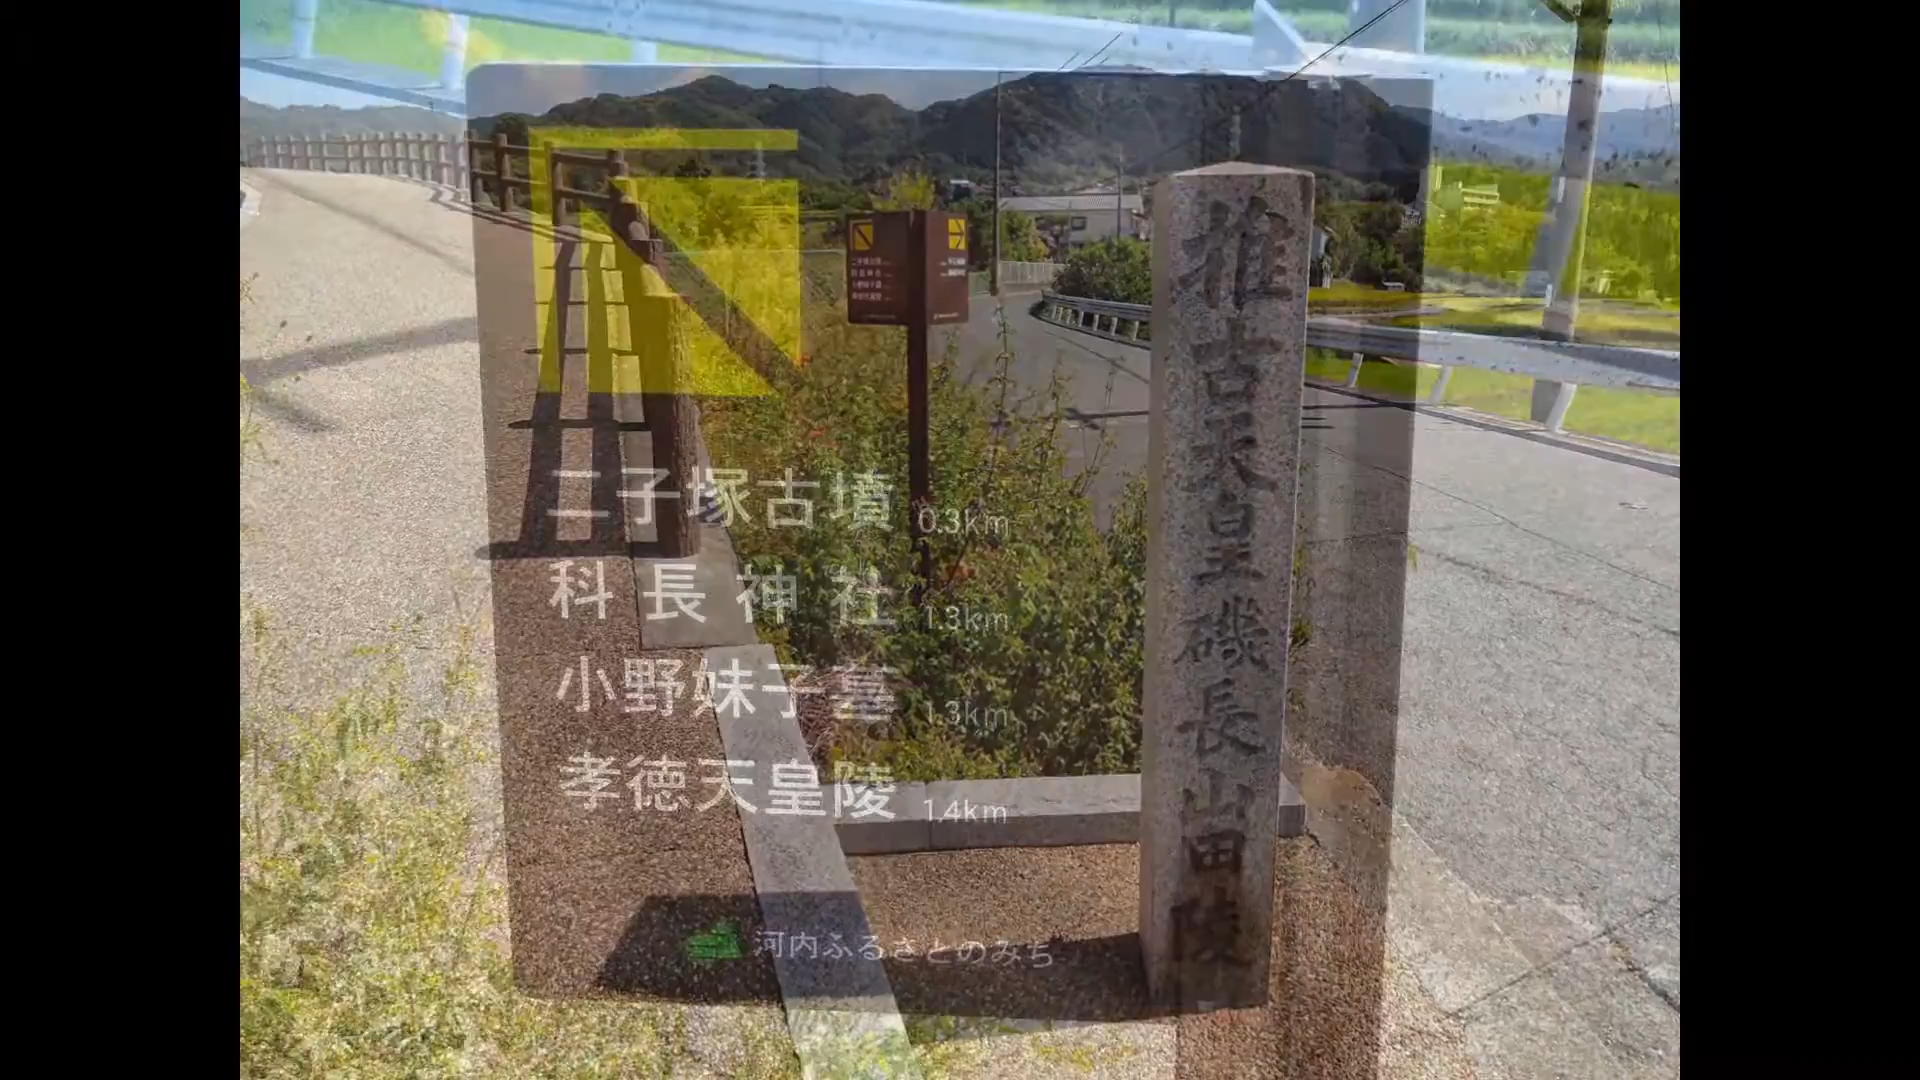 二子塚古墳 0.3km
科長神社 1.3km
小野妹子墓 1.3km
孝徳天皇陵 1.4km
河内ふるさとのみち
推古天皇磯長山田陵